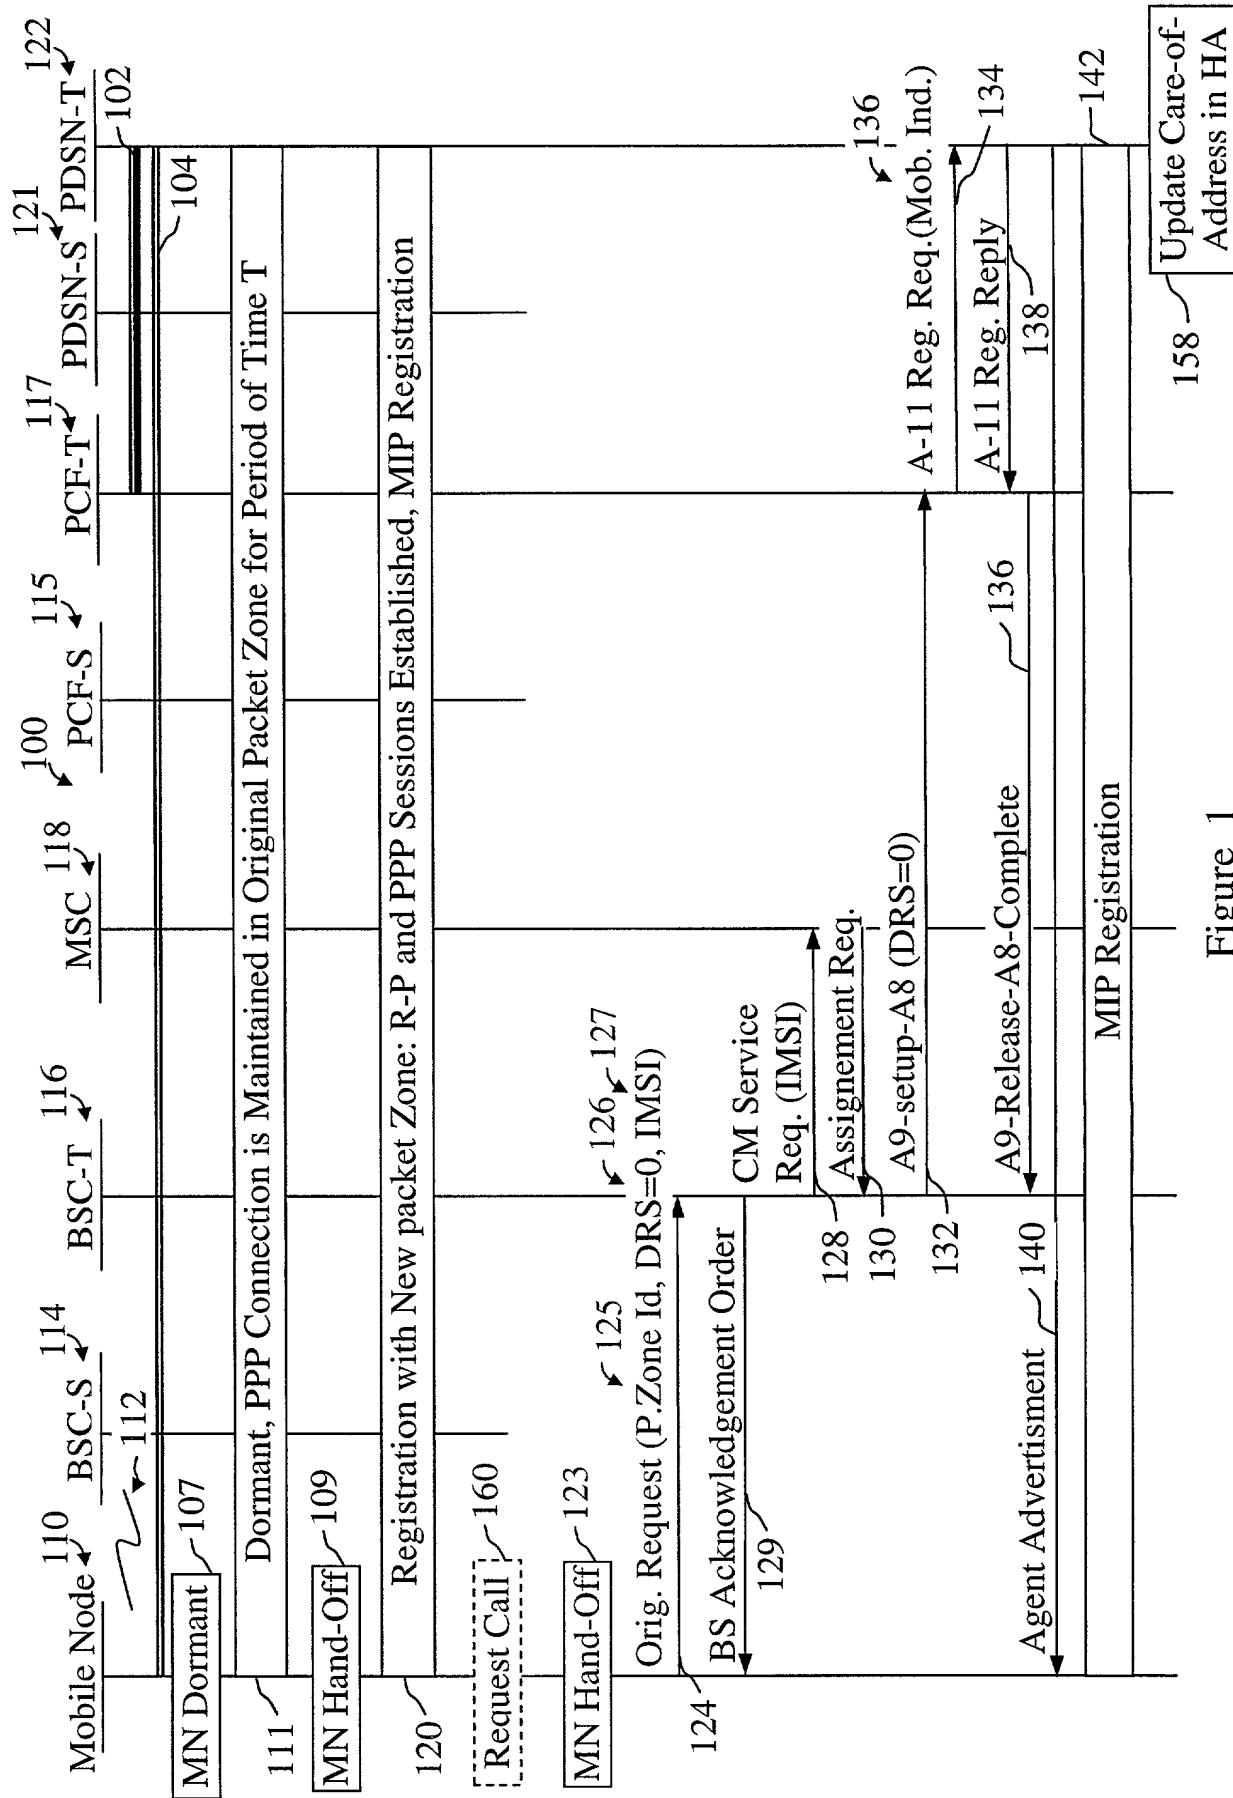 100
Mobile Node 110
BSC-S 114
BSC-T 116
MSC 118
PCF-S 115
PCF-T 117
PDSN-S 121
PDSN-T 122
112
102
104
MN Dormant 107
Dormant, PPP Connection is Maintained in Original Packet Zone for Period of Time T
111
MN Hand-Off 109
Registration with New packet Zone: R-P and PPP Sessions Established, MIP Registration
120
Request Call 160
MN Hand-Off 123
125 126 127
Orig. Request (P.Zone Id, DRS=0, IMSI)
124
BS Acknowledgement Order
129
CM Service
Req. (IMSI)
128
Assignement Req.
130
A9-setup-A8 (DRS=0)
132
136
A-11 Reg. Req.(Mob. Ind.)
134
A-11 Reg. Reply
138
A9-Release-A8-Complete
136
Agent Advertisment
140
MIP Registration
142
Update Care-of-
Address in HA
158
Figure 1